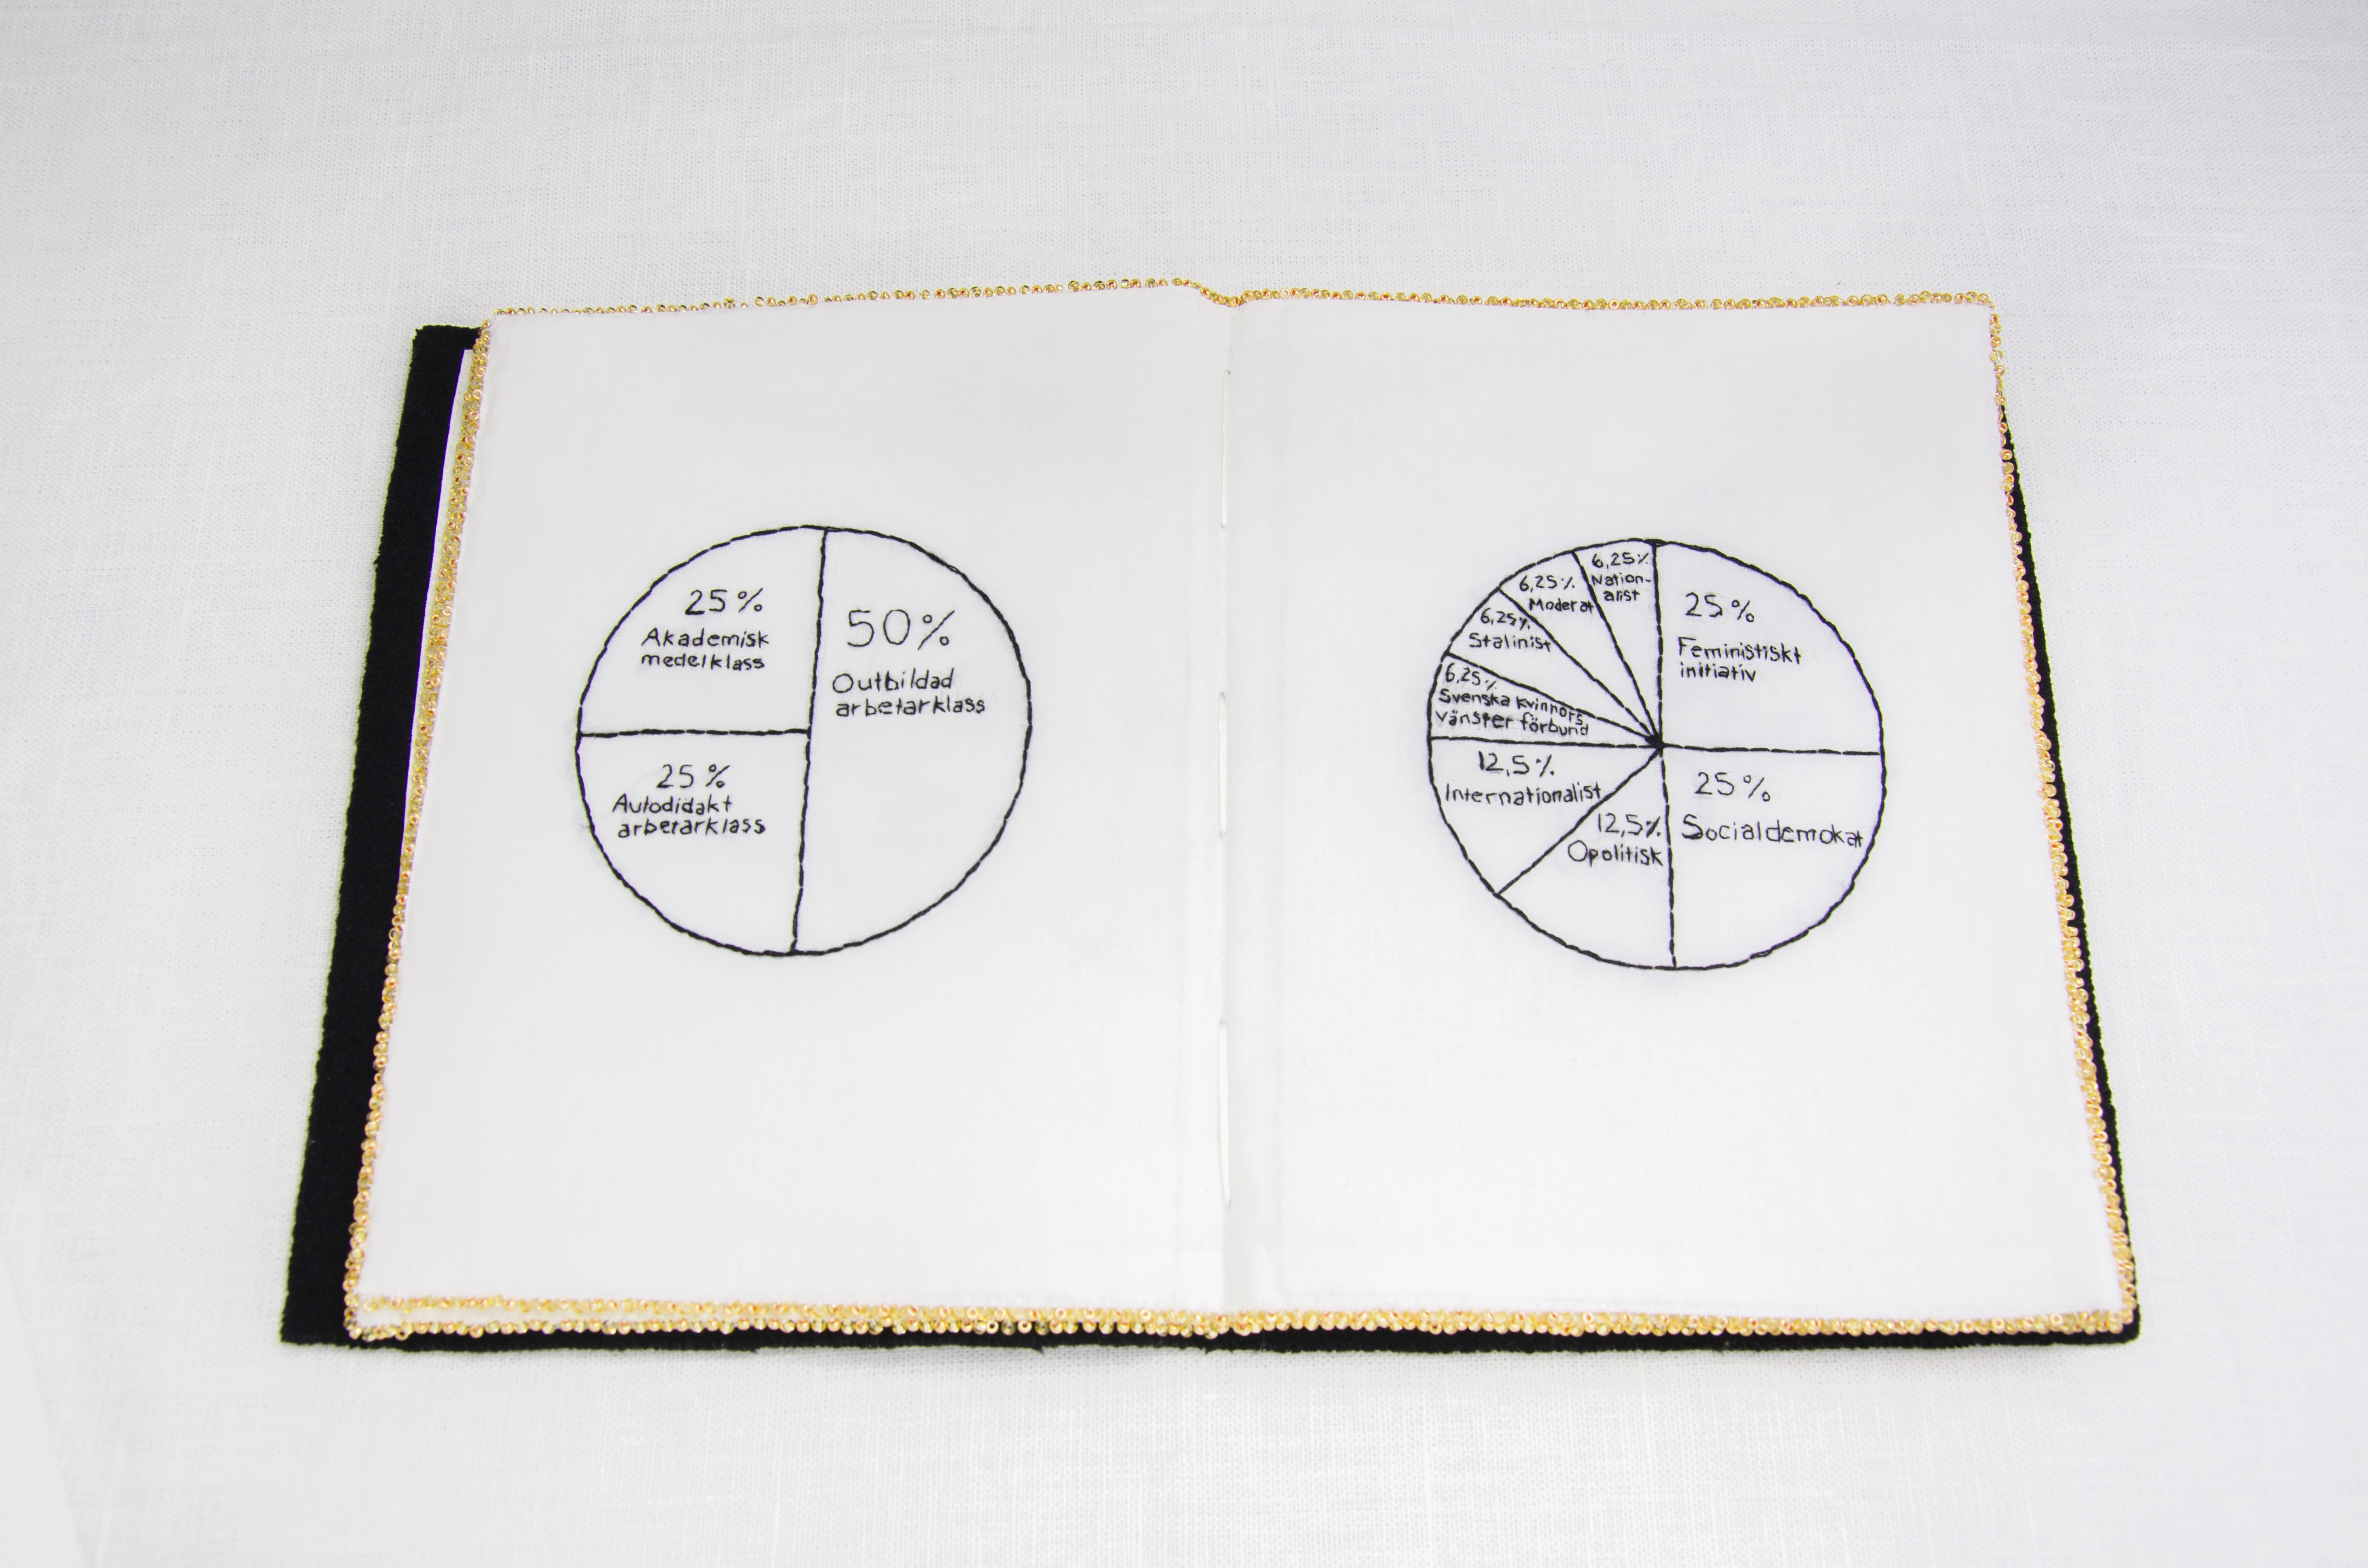 25%
Akademisk
medelklass
50%
Outbildad
arbetarklass
25%
Autodidakt
arbetarklass
6,25%
Nation-
alist
6,25%
Moderat
6,25%
Stalinist
6,25%
Svenska kvinnors
vänster förbund
12,5%
Internationalist
12,5%
Opolitisk
25%
Feministiskt
initiativ
25%
Socialdemokat